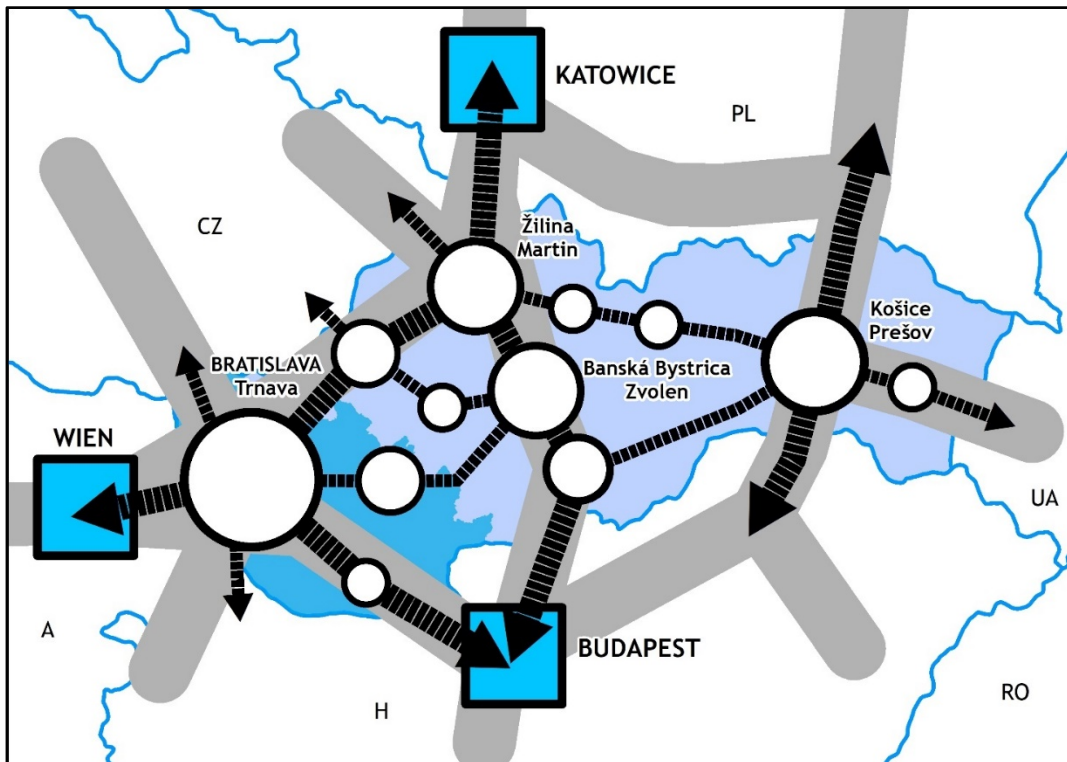 KATOWICE
PL
CZ
Žilina
Martin
Košice
Prešov
BRATISLAVA
Trnava
Banská Bystrica
Zvolen
WIEN
UA
A
BUDAPEST
RO
H